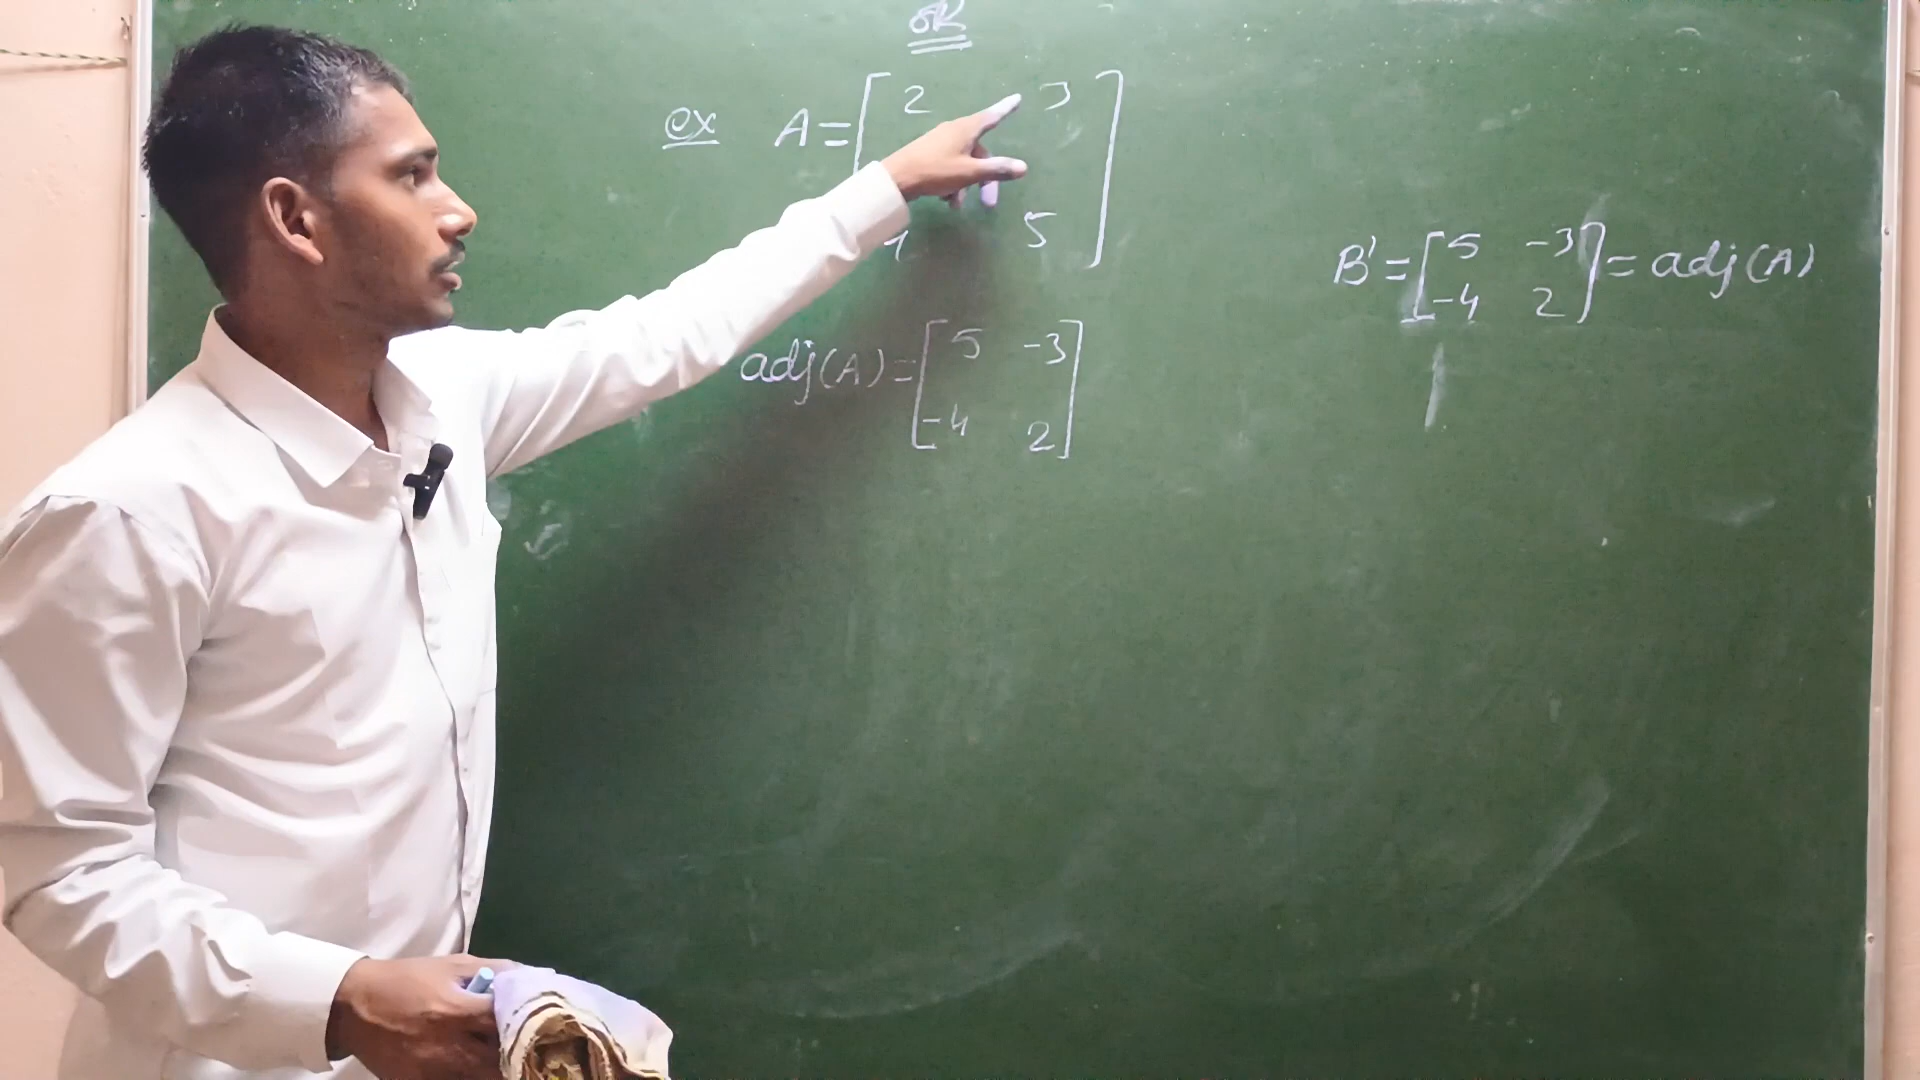 OR
ex A = [ 2 3
4 5 ]
adj(A) = [ 5 -3
-4 2 ]
B' = [ 5 -3
-4 2 ] = adj(A)